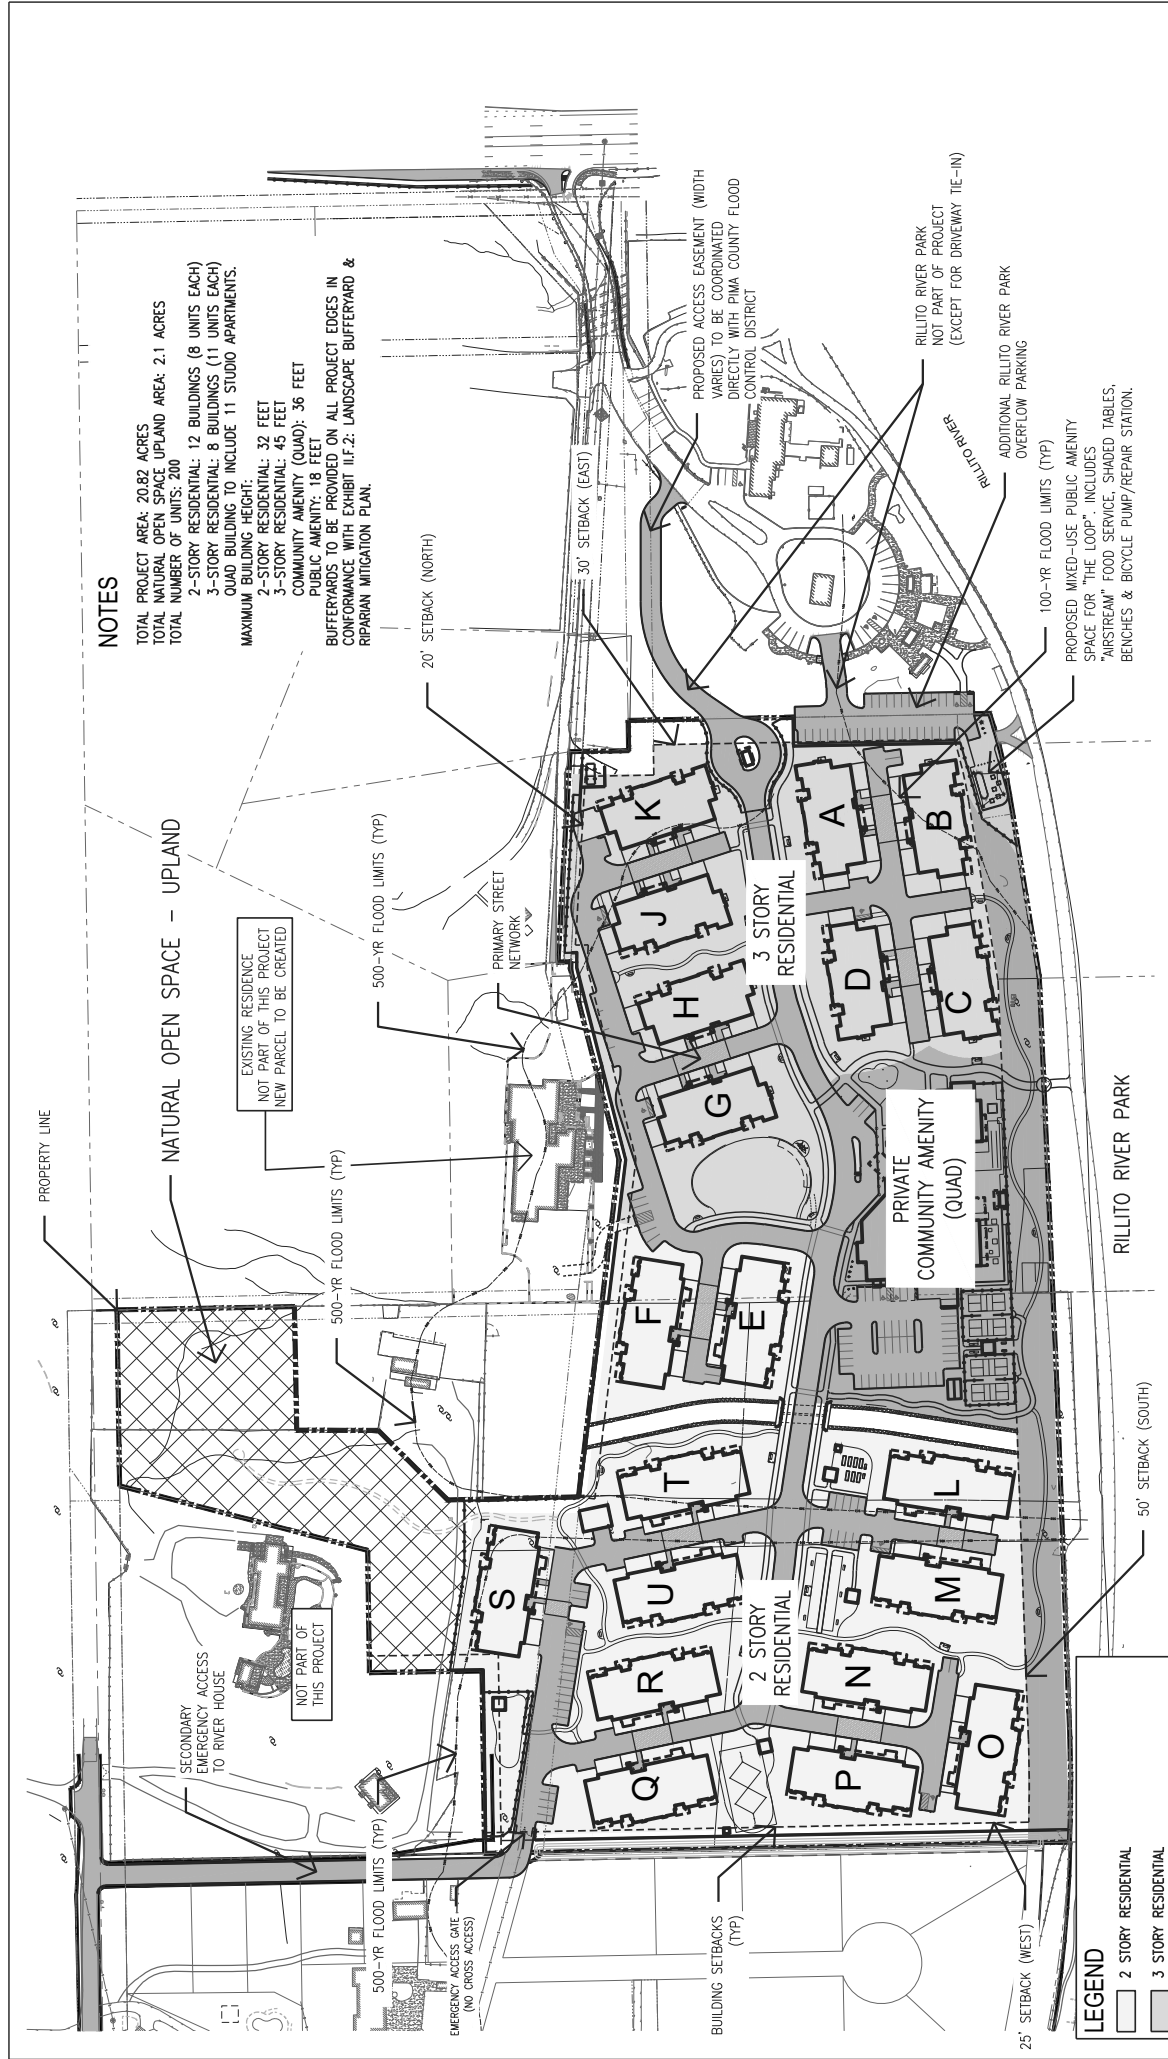 NOTES
TOTAL PROJECT AREA: 20.82 ACRES
TOTAL NATURAL OPEN SPACE UPLAND AREA: 2.1 ACRES
TOTAL NUMBER OF UNITS: 200
2-STORY RESIDENTIAL: 12 BUILDINGS (8 UNITS EACH)
3-STORY RESIDENTIAL: 8 BUILDINGS (11 UNITS EACH)
QUAD BUILDING TO INCLUDE 11 STUDIO APARTMENTS.
MAXIMUM BUILDING HEIGHT:
2-STORY RESIDENTIAL: 32 FEET
3-STORY RESIDENTIAL: 45 FEET
COMMUNITY AMENITY (QUAD): 36 FEET
PUBLIC AMENITY: 18 FEET
BUFFERYARDS TO BE PROVIDED ON ALL PROJECT EDGES IN
CONFORMANCE WITH EXHIBIT II.F.2: LANDSCAPE BUFFERYARD &
RIPARIAN MITIGATION PLAN.
PROPERTY LINE
NATURAL OPEN SPACE - UPLAND
EXISTING RESIDENCE
NOT PART OF THIS PROJECT
NEW PARCEL TO BE CREATED
500-YR FLOOD LIMITS (TYP)
500-YR FLOOD LIMITS (TYP)
20' SETBACK (NORTH)
PRIMARY STREET
NETWORK
30' SETBACK (EAST)
PROPOSED ACCESS EASEMENT (WIDTH
VARIES) TO BE COORDINATED
DIRECTLY WITH PIMA COUNTY FLOOD
CONTROL DISTRICT
RILLITO RIVER PARK
NOT PART OF PROJECT
(EXCEPT FOR DRIVEWAY TIE-IN)
RILLITO RIVER
ADDITIONAL RILLITO RIVER PARK
OVERFLOW PARKING
100-YR FLOOD LIMITS (TYP)
PROPOSED MIXED-USE PUBLIC AMENITY
SPACE FOR "THE LOOP". INCLUDES
"AIRSTREAM" FOOD SERVICE, SHADED TABLES,
BENCHES & BICYCLE PUMP/REPAIR STATION.
SECONDARY
EMERGENCY ACCESS
TO RIVER HOUSE
NOT PART OF
THIS PROJECT
500-YR FLOOD LIMITS (TYP)
EMERGENCY ACCESS GATE
(NO CROSS ACCESS)
BUILDING SETBACKS
(TYP)
25' SETBACK (WEST)
50' SETBACK (SOUTH)
RILLITO RIVER PARK
3 STORY
RESIDENTIAL
2 STORY
RESIDENTIAL
PRIVATE
COMMUNITY AMENITY
(QUAD)
K
J
H
G
A
B
D
C
F
E
T
L
S
U
M
R
N
Q
P
O
LEGEND
2 STORY RESIDENTIAL
3 STORY RESIDENTIAL